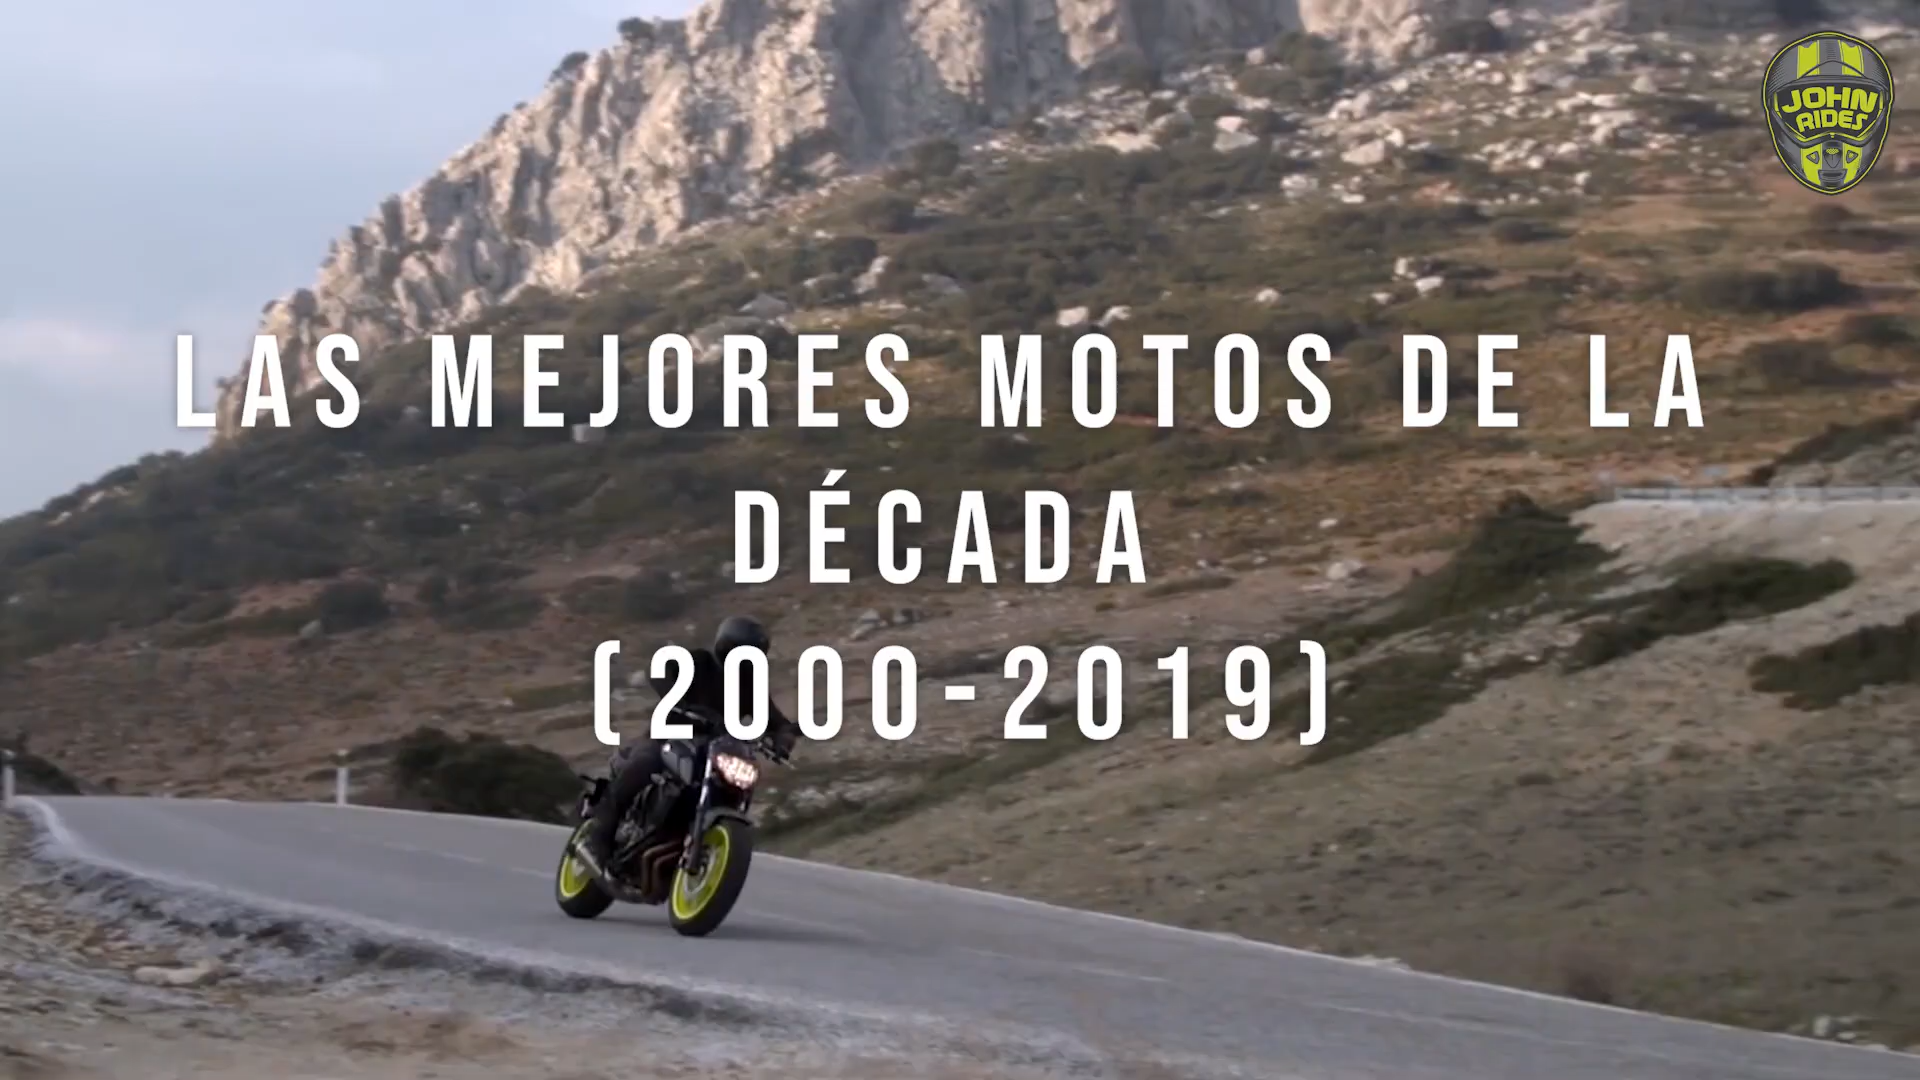 JOHN
RIDES
LAS MEJORES MOTOS DE LA
DÉCADA
(2000-2019)